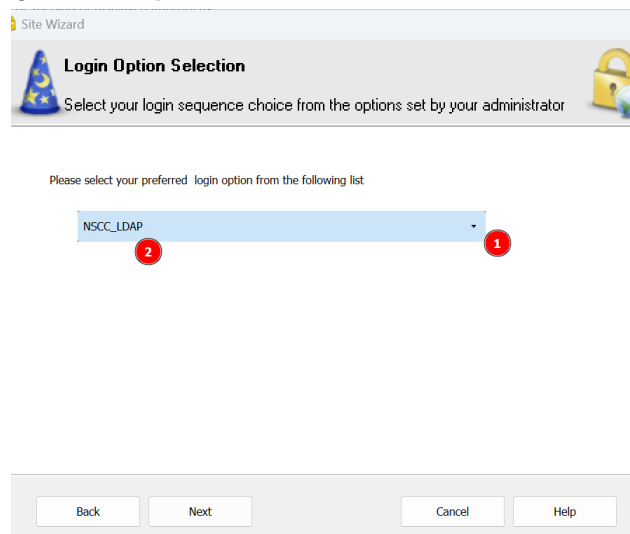 Site Wizard
Login Option Selection
Select your login sequence choice from the options set by your administrator
Please select your preferred login option from the following list
NSCC_LDAP
1
2
Back Next Cancel Help